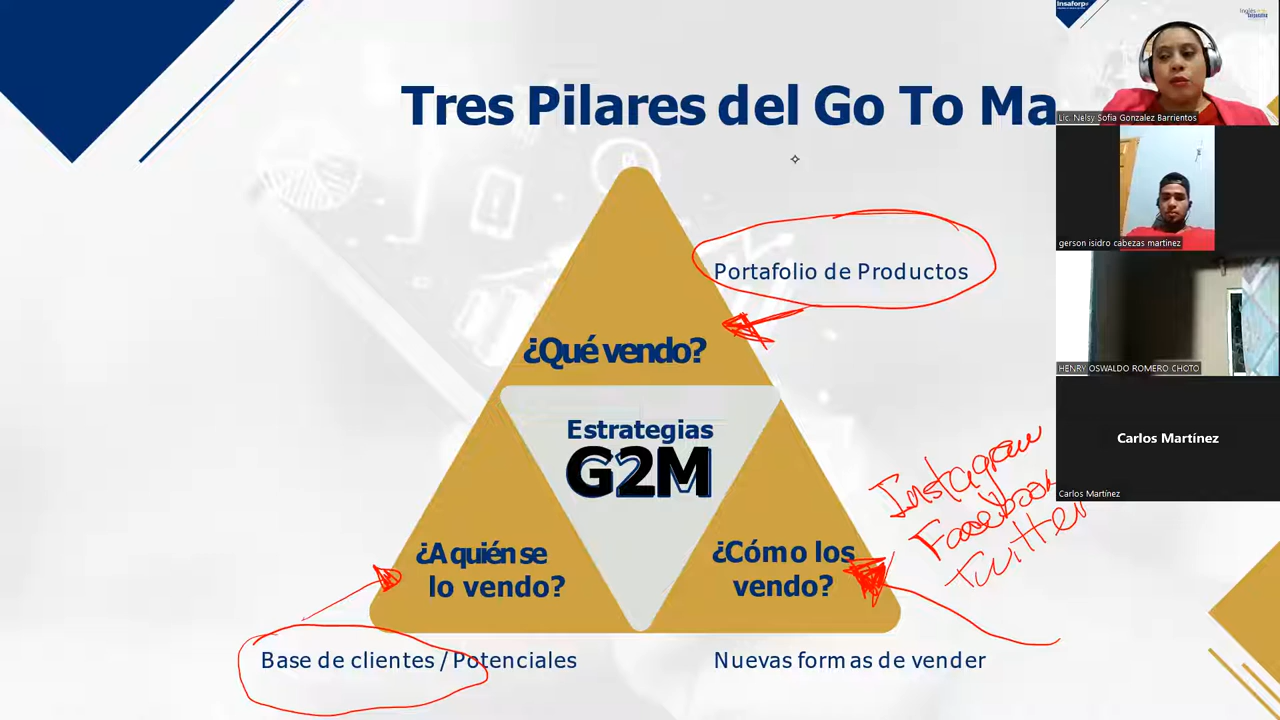 Tres Pilares del Go To Ma
Portafolio de Productos
¿Qué vendo?
Estrategias
G2M
¿A quién se
lo vendo?
¿Cómo los
vendo?
Base de clientes / Potenciales
Nuevas formas de vender
Instagram
Facebook
Twitter
Insaforp
Lic. Nelsy Sofia Gonzalez Barrientos
gerson isidro cabezas martinez
HENRY OSWALDO ROMERO CHOTO
Carlos Martínez
Carlos Martínez